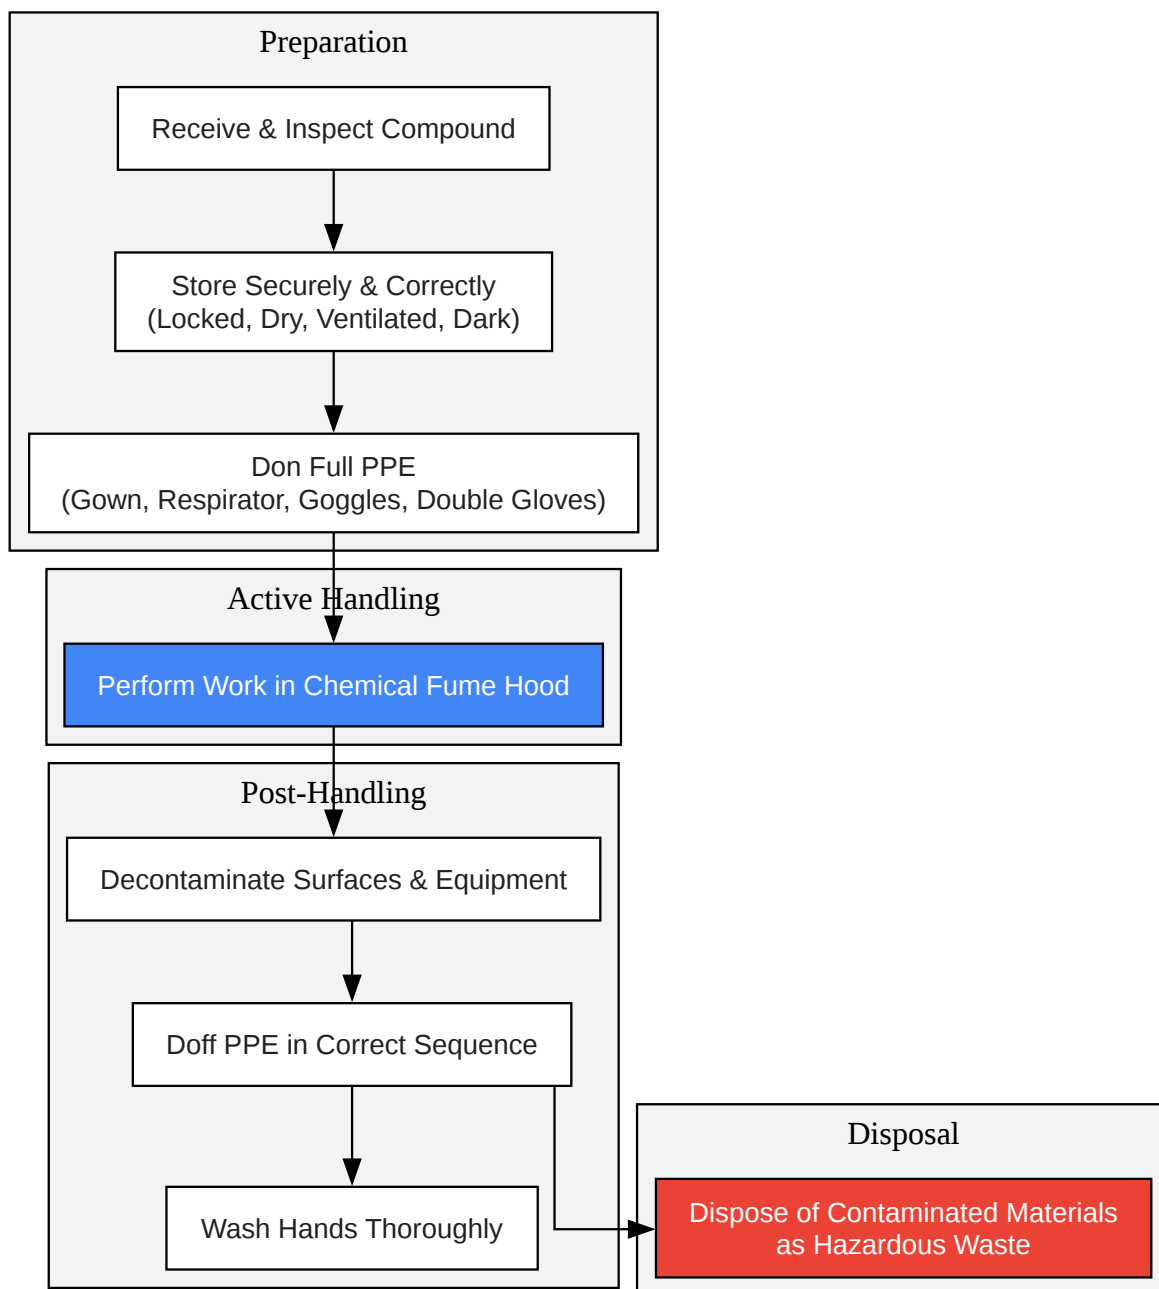 Preparation
Receive & Inspect Compound
Store Securely & Correctly
(Locked, Dry, Ventilated, Dark)
Don Full PPE
(Gown, Respirator, Goggles, Double Gloves)
Active Handling
Perform Work in Chemical Fume Hood
Post-Handling
Decontaminate Surfaces & Equipment
Doff PPE in Correct Sequence
Wash Hands Thoroughly
Disposal
Dispose of Contaminated Materials
as Hazardous Waste